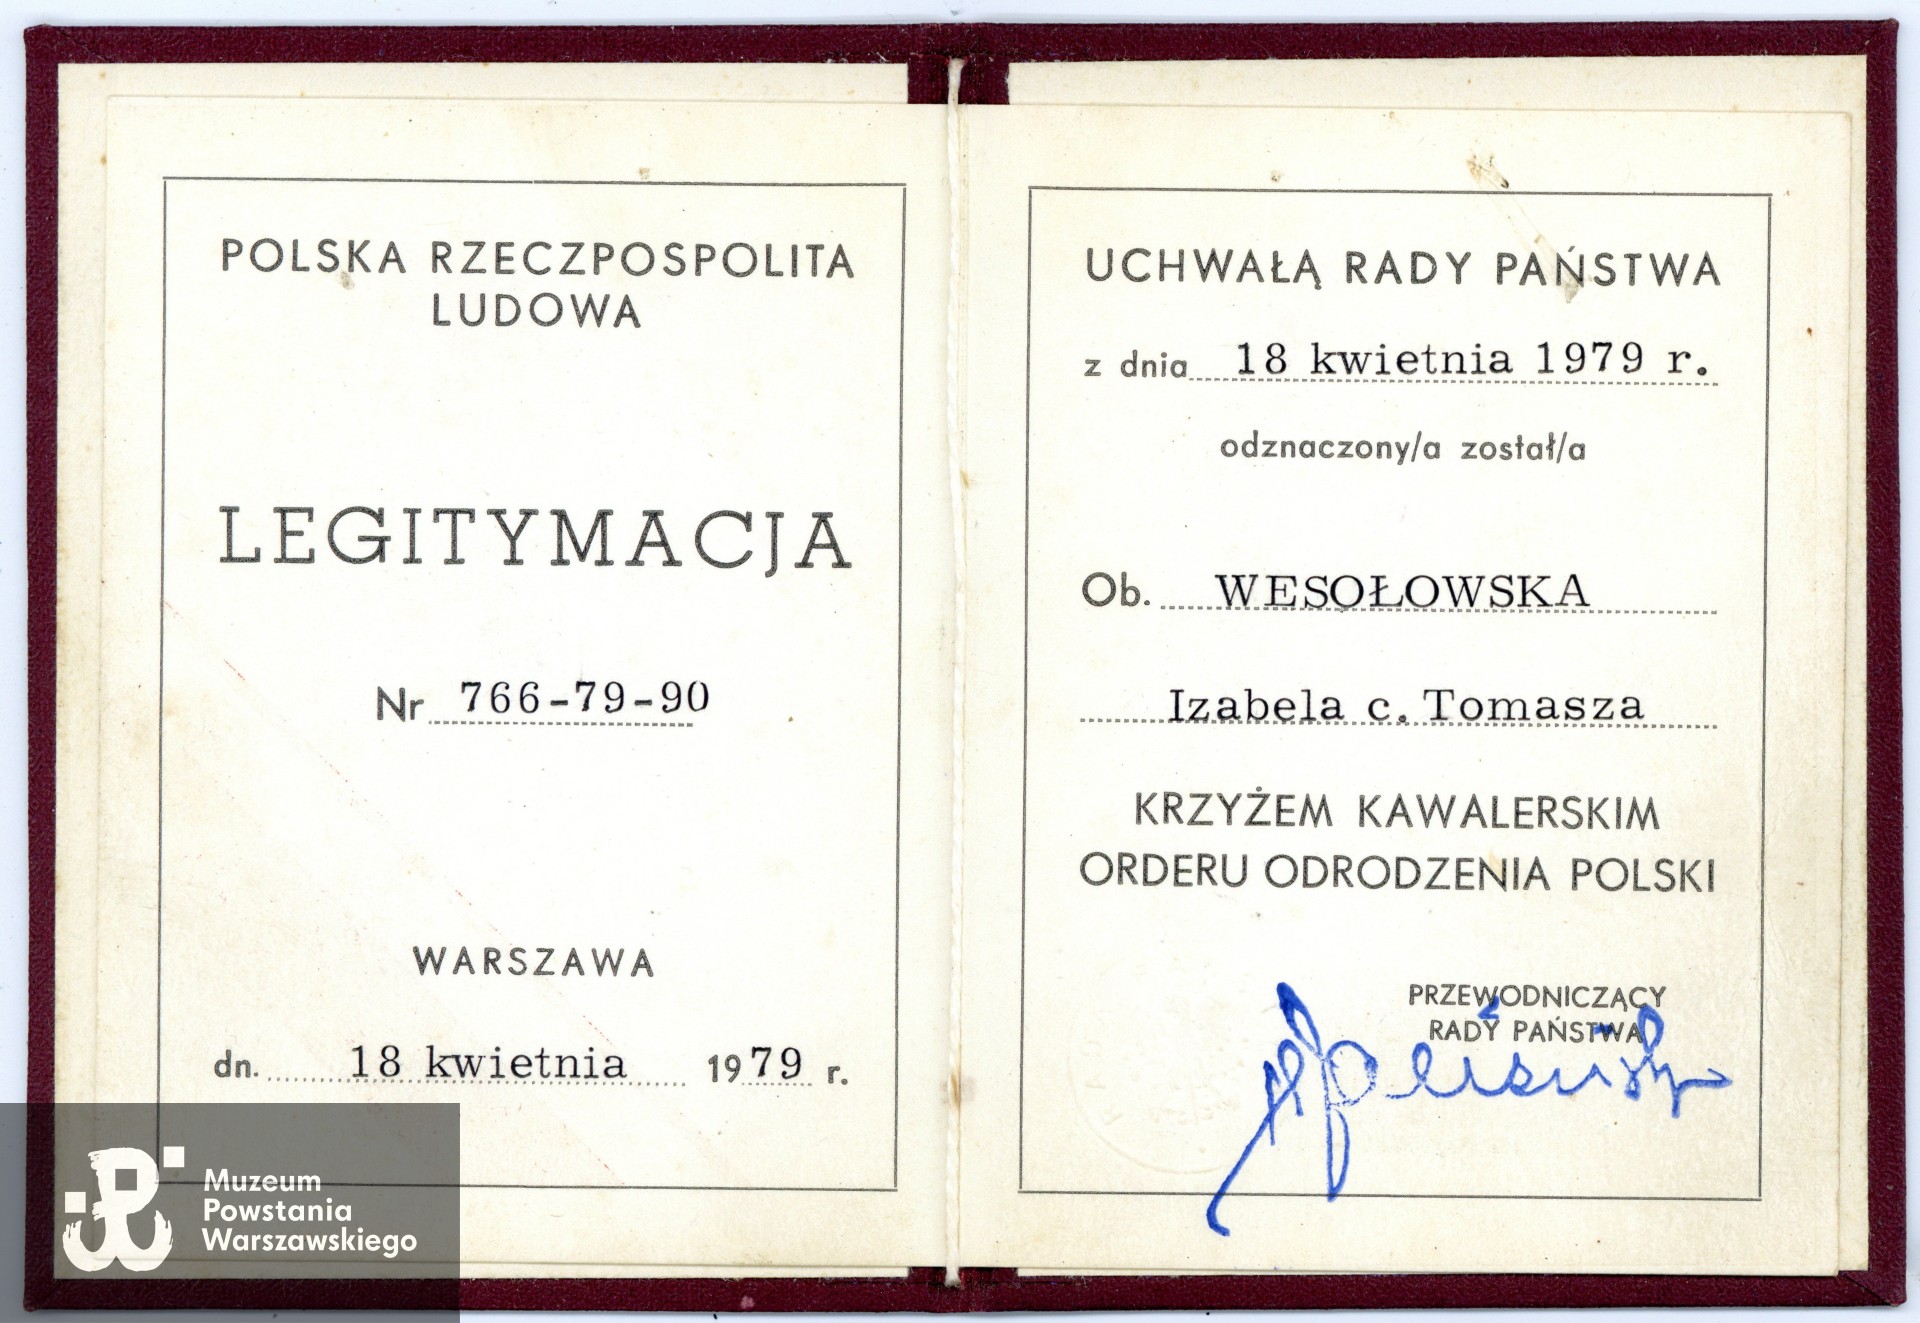 POLSKA RZECZPOSPOLITA
LUDOWA
LEGITYMACJA
Nr 766-79-90
WARSZAWA
dn. 18 kwietnia 1979 r.
UCHWAŁĄ RADY PAŃSTWA
z dnia 18 kwietnia 1979 r.
odznaczony/a został/a
Ob. WESOŁOWSKA
Izabela c. Tomasza
KRZYŻEM KAWALERSKIM
ORDERU ODRODZENIA POLSKI
PRZEWODNICZĄCY
RADY PAŃSTWA
Muzeum
Powstania
Warszawskiego